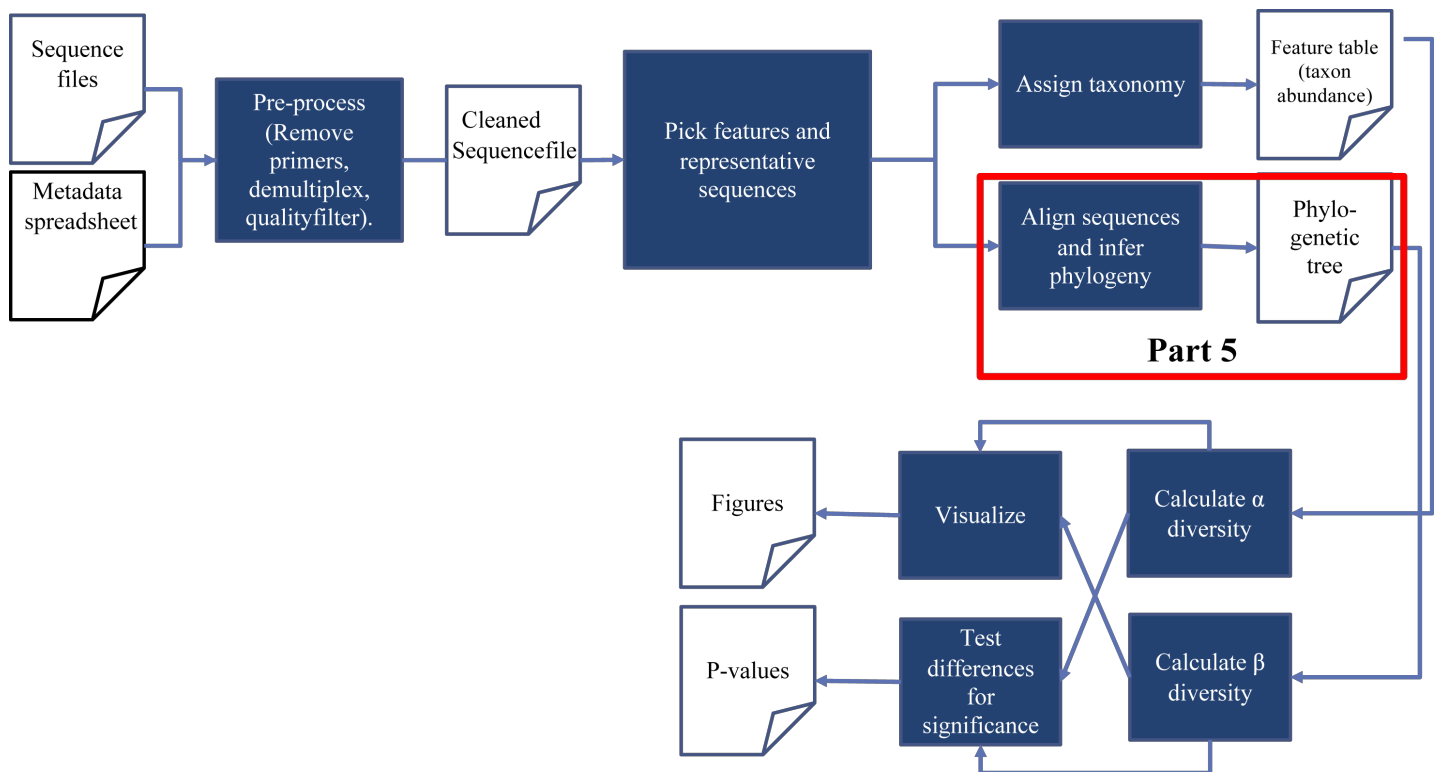 Sequence
files
Metadata
spreadsheet
Pre-process
(Remove
primers,
demultiplex,
qualityfilter).
Cleaned
Sequencefile
Pick features and
representative
sequences
Assign taxonomy
Feature table
(taxon
abundance)
Align sequences
and infer
phylogeny
Phylo-
genetic
tree
Part 5
Figures
Visualize
Calculate α
diversity
P-values
Test
differences
for
significance
Calculate β
diversity